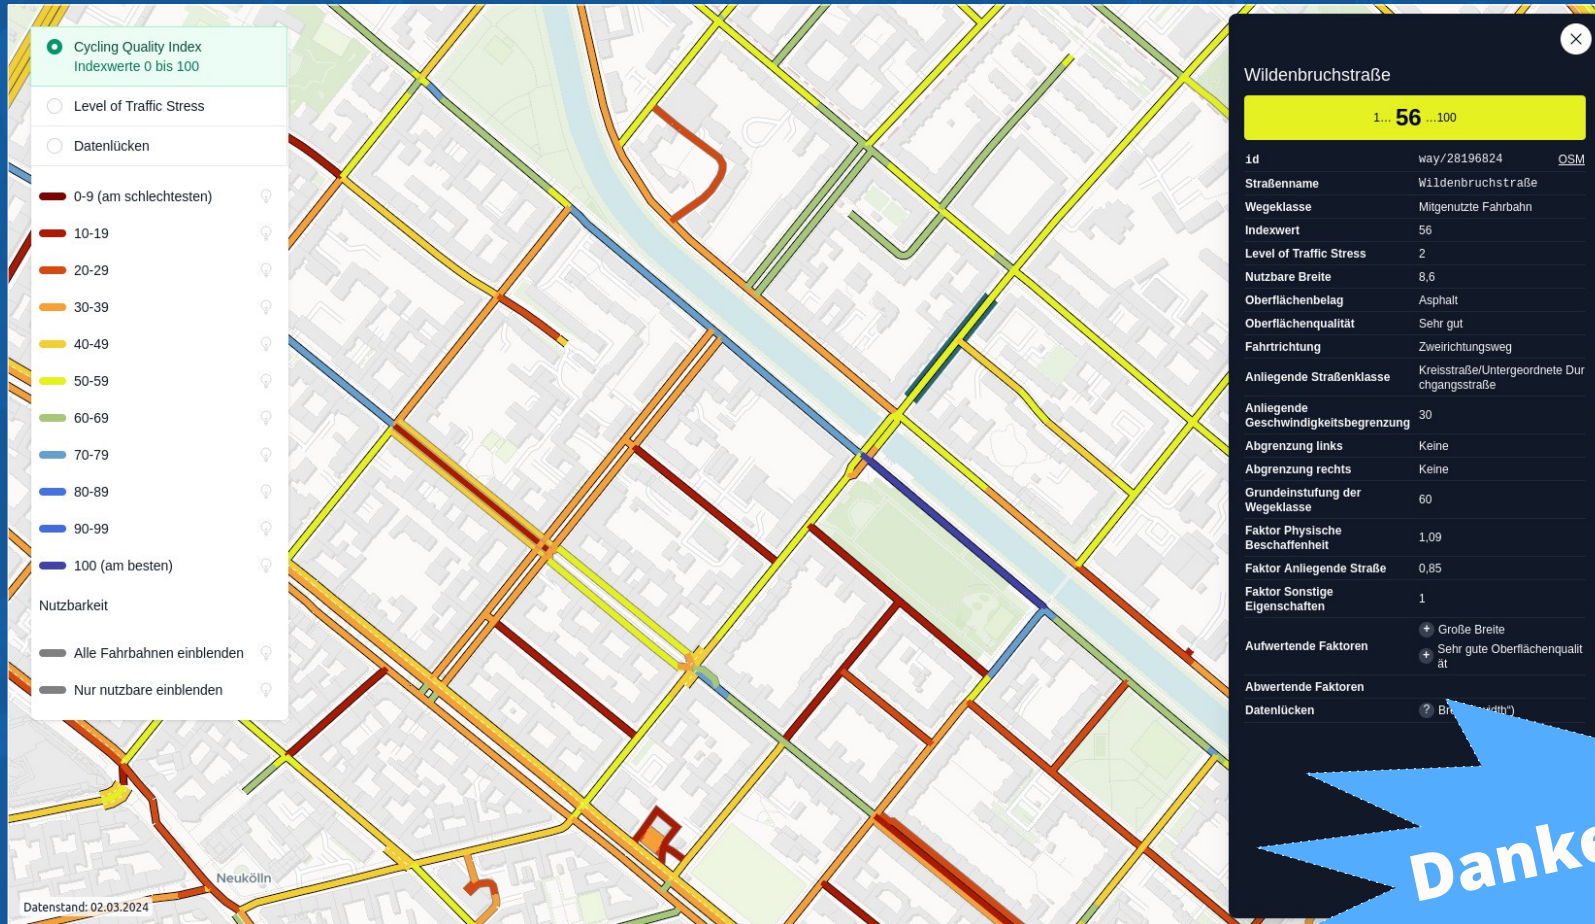 Cycling Quality Index
Indexwerte 0 bis 100
Level of Traffic Stress
Datenlücken
0-9 (am schlechtesten)
10-19
20-29
30-39
40-49
50-59
60-69
70-79
80-89
90-99
100 (am besten)
Nutzbarkeit
Alle Fahrbahnen einblenden
Nur nutzbare einblenden
Neukölln
Datenstand: 02.03.2024
Wildenbruchstraße
1... 56 ...100
id way/28196824 OSM
Straßenname Wildenbruchstraße
Wegeklasse Mitgenutzte Fahrbahn
Indexwert 56
Level of Traffic Stress 2
Nutzbare Breite 8,6
Oberflächenbelag Asphalt
Oberflächenqualität Sehr gut
Fahrtrichtung Zweirichtungsweg
Anliegende Straßenklasse Kreisstraße/Untergeordnete Dur
chgangsstraße
Anliegende
Geschwindigkeitsbegrenzung 30
Abgrenzung links Keine
Abgrenzung rechts Keine
Grundeinstufung der
Wegeklasse 60
Faktor Physische
Beschaffenheit 1,09
Faktor Anliegende Straße 0,85
Faktor Sonstige
Eigenschaften 1
Aufwertende Faktoren + Große Breite
+ Sehr gute Oberflächenqualit
ät
Abwertende Faktoren
Datenlücken ?
Danke